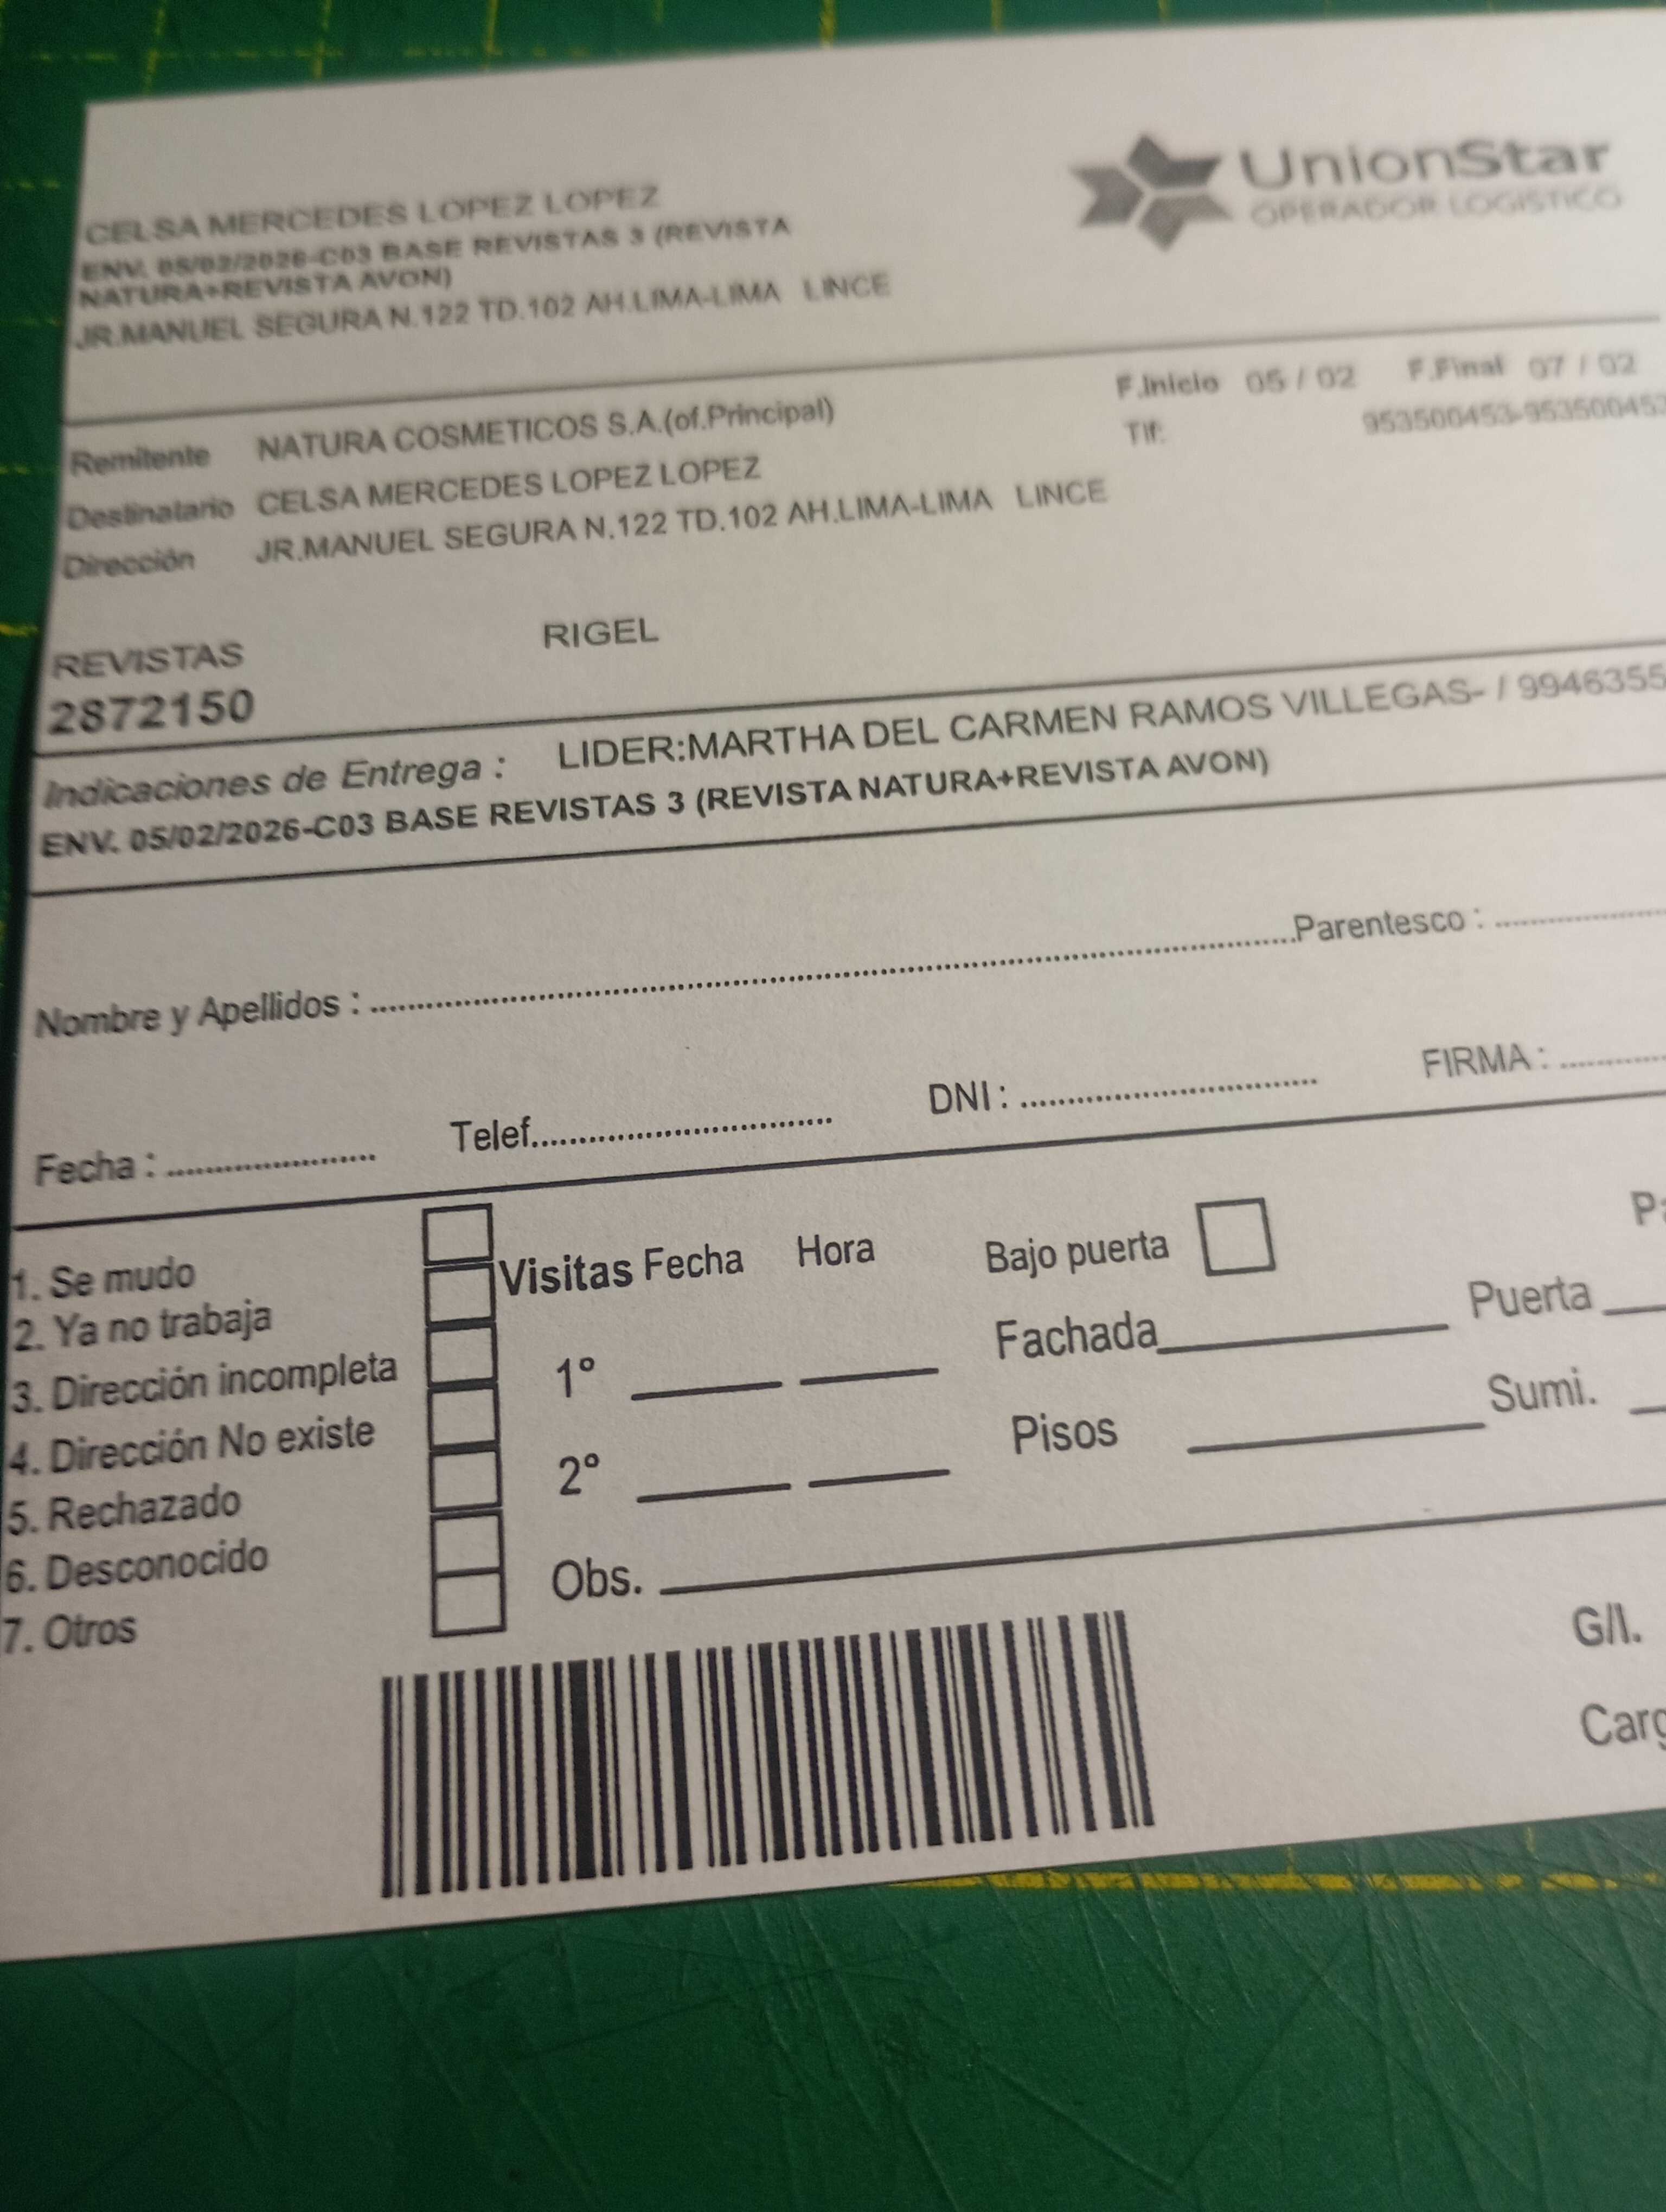 UnionStar
OPERADOR LOGISTICO
CELSA MERCEDES LOPEZ LOPEZ
ENV. 05/02/2026-C03 BASE REVISTAS 3 (REVISTA
NATURA+REVISTA AVON)
JR.MANUEL SEGURA N.122 TD.102 AH.LIMA-LIMA LINCE
F.Inicio 05 / 02 F.Final 07 / 02
Remitente NATURA COSMETICOS S.A.(of.Principal) Tlf: 953500453-953500453
Destinatario CELSA MERCEDES LOPEZ LOPEZ
Dirección JR.MANUEL SEGURA N.122 TD.102 AH.LIMA-LIMA LINCE
REVISTAS RIGEL
2872150
Indicaciones de Entrega : LIDER:MARTHA DEL CARMEN RAMOS VILLEGAS- / 9946355
ENV. 05/02/2026-C03 BASE REVISTAS 3 (REVISTA NATURA+REVISTA AVON)
Nombre y Apellidos : Parentesco :
Fecha : Telef. DNI : FIRMA :
1. Se mudo
2. Ya no trabaja
3. Dirección incompleta
4. Dirección No existe
5. Rechazado
6. Desconocido
7. Otros
Visitas Fecha Hora
1º
2º
Obs.
Bajo puerta
Fachada Puerta
Pisos Sumi.
G/I.